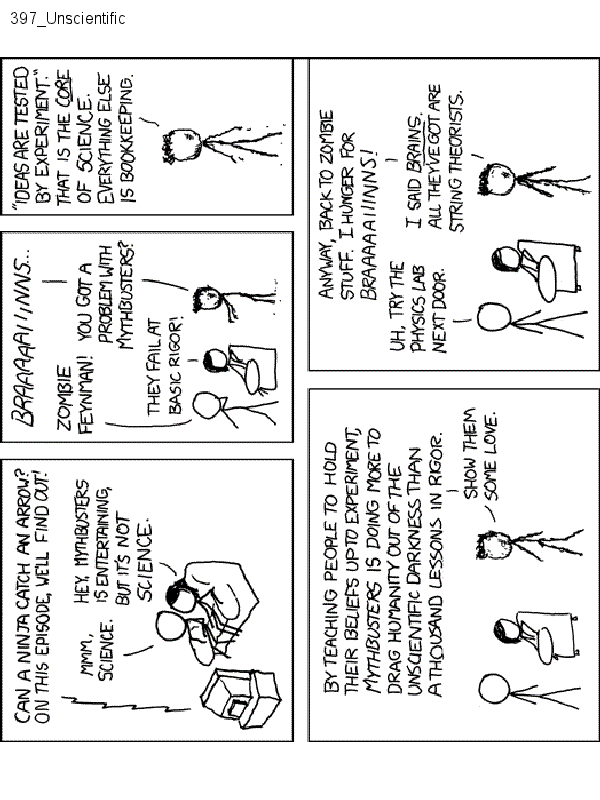 397_Unscientific
CAN A NINJA CATCH AN ARROW?
ON THIS EPISODE, WE'LL FIND OUT!
MMM,
SCIENCE.
HEY, MYTHBUSTERS
IS ENTERTAINING,
BUT IT'S NOT
SCIENCE.
BRAAAAAIIINNS...
ZOMBIE
FEYNMAN!
YOU GOT A
PROBLEM WITH
MYTHBUSTERS?
THEY FAIL AT
BASIC RIGOR!
"IDEAS ARE TESTED
BY EXPERIMENT."
THAT IS THE CORE
OF SCIENCE.
EVERYTHING ELSE
IS BOOKKEEPING.
BY TEACHING PEOPLE TO HOLD
THEIR BELIEFS UP TO EXPERIMENT,
MYTHBUSTERS IS DOING MORE TO
DRAG HUMANITY OUT OF THE
UNSCIENTIFIC DARKNESS THAN
A THOUSAND LESSONS IN RIGOR.
SHOW THEM
SOME LOVE.
ANYWAY, BACK TO ZOMBIE
STUFF. I HUNGER FOR
BRAAAAAIIINNS!
UH, TRY THE
PHYSICS LAB
NEXT DOOR.
I SAID BRAINS.
ALL THEY'VE GOT ARE
STRING THEORISTS.